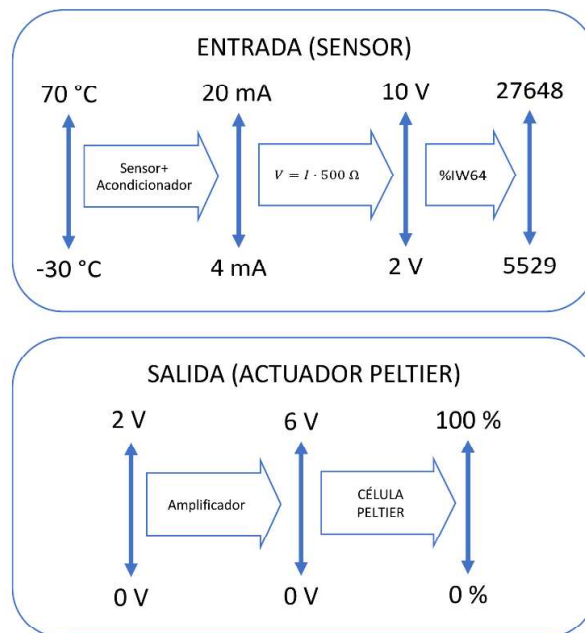 ENTRADA (SENSOR)
70 °C
20 mA
10 V
27648
Sensor+
Acondicionador
V = I · 500 Ω
%IW64
-30 °C
4 mA
2 V
5529
SALIDA (ACTUADOR PELTIER)
2 V
6 V
100 %
Amplificador
CÉLULA
PELTIER
0 V
0 V
0 %